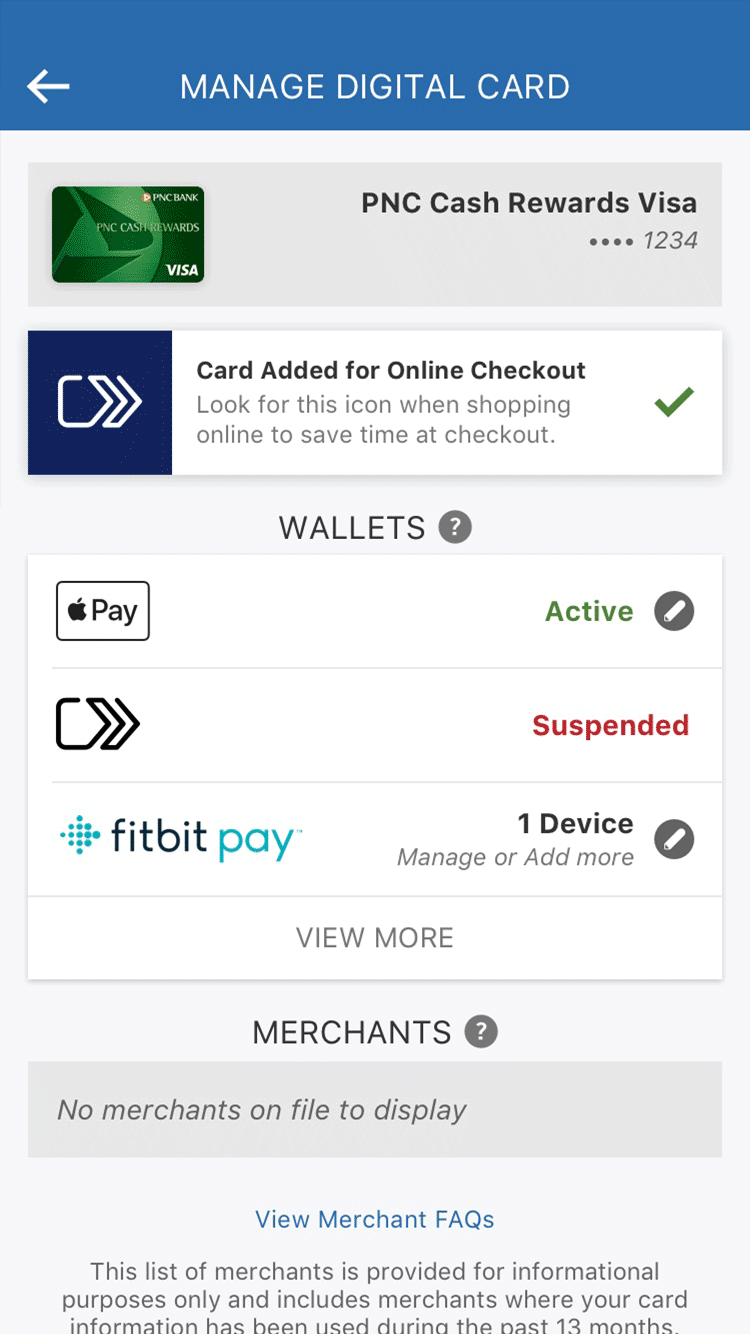 MANAGE DIGITAL CARD
PNC BANK
PNC CASH REWARDS
VISA
PNC Cash Rewards Visa
•••• 1234
Card Added for Online Checkout
Look for this icon when shopping
online to save time at checkout.
WALLETS ?
Pay
Active
Suspended
fitbit pay™
1 Device
Manage or Add more
VIEW MORE
MERCHANTS ?
No merchants on file to display
View Merchant FAQs
This list of merchants is provided for informational
purposes only and includes merchants where your card
information has been used during the past 13 months.